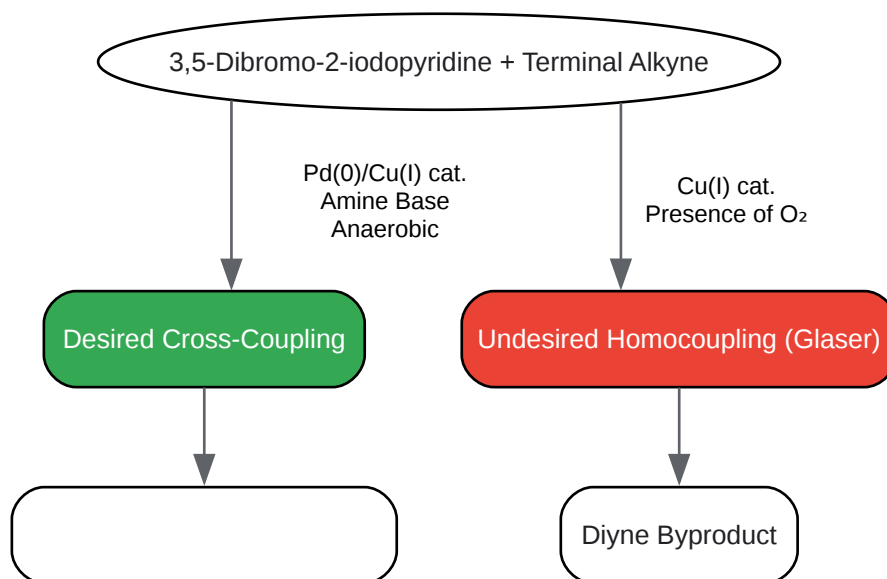 3,5-Dibromo-2-iodopyridine + Terminal Alkyne
Pd(0)/Cu(I) cat.
Amine Base
Anaerobic
Cu(I) cat.
Presence of O₂
Desired Cross-Coupling
Undesired Homocoupling (Glaser)
Diyne Byproduct